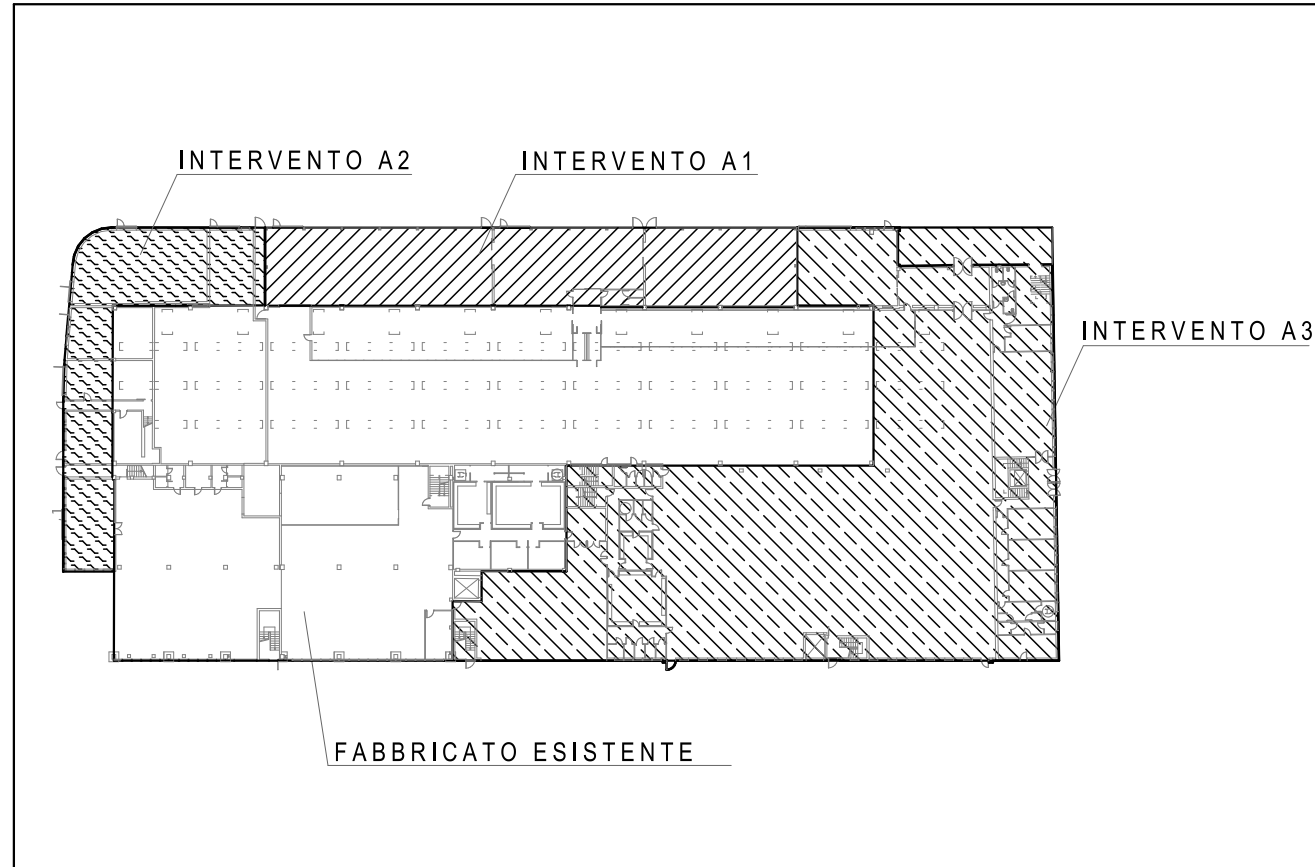 INTERVENTO A2
INTERVENTO A1
INTERVENTO A3
FABBRICATO ESISTENTE